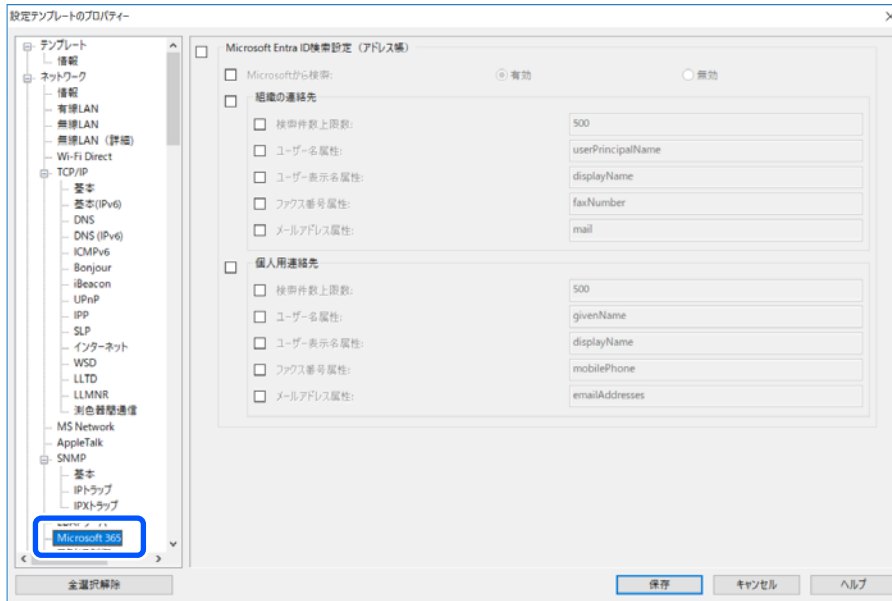 設定テンプレートのプロパティー
テンプレート
情報
ネットワーク
情報
有線LAN
無線LAN
無線LAN（詳細）
Wi-Fi Direct
TCP/IP
基本
基本(IPv6)
DNS
DNS (IPv6)
ICMPv6
Bonjour
iBeacon
UPnP
IPP
SLP
インターネット
WSD
LLTD
LLMNR
測色器間通信
MS Network
AppleTalk
SNMP
基本
IPトラップ
IPXトラップ
Microsoft 365
全選択解除
Microsoft Entra ID検索設定（アドレス帳）
Microsoftから検索: 有効 無効
組織の連絡先
検索件数上限数: 500
ユーザー名属性: userPrincipalName
ユーザー表示名属性: displayName
ファクス番号属性: faxNumber
メールアドレス属性: mail
個人用連絡先
検索件数上限数: 500
ユーザー名属性: givenName
ユーザー表示名属性: displayName
ファクス番号属性: mobilePhone
メールアドレス属性: emailAddresses
保存 キャンセル ヘルプ